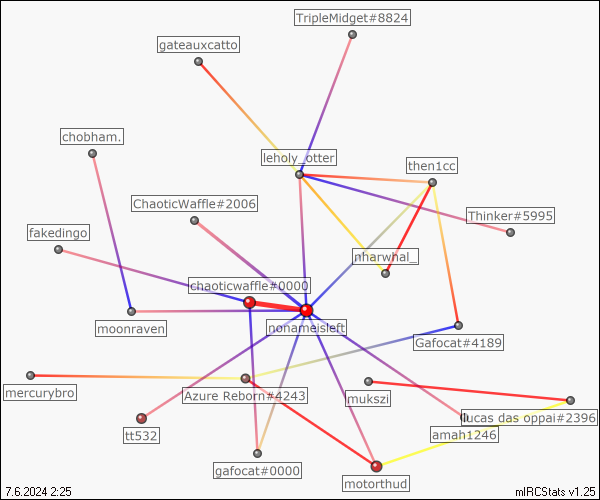 TripleMidget#8824
gateauxcatto
chobham.
leholy_otter
then1cc
ChaoticWaffle#2006
Thinker#5995
fakedingo
nharwhal_
chaoticwaffle#0000
moonraven
nonameisleft
Gafocat#4189
mercurybro
Azure Reborn#4243
mukszi
lucas das oppai#2396
tt532
amah1246
gafocat#0000
motorthud
7.6.2024 2:25
mIRCStats v1.25